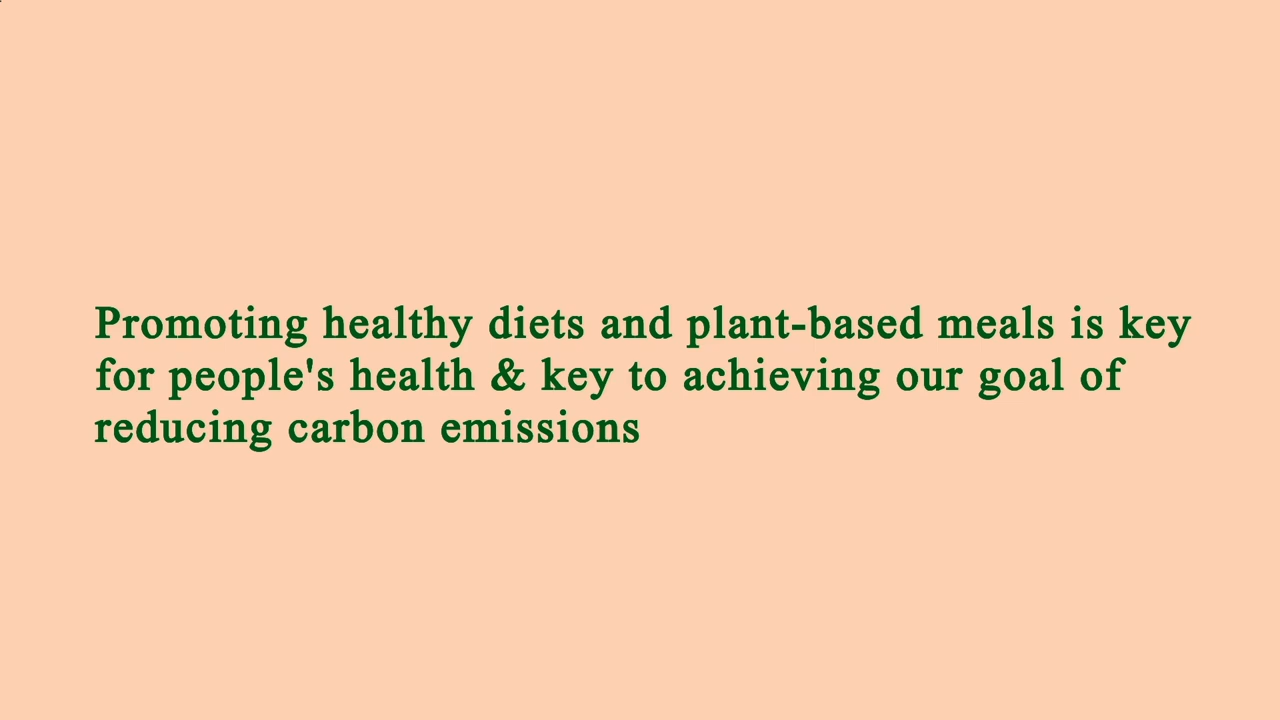 Promoting healthy diets and plant-based meals is key
for people's health & key to achieving our goal of
reducing carbon emissions